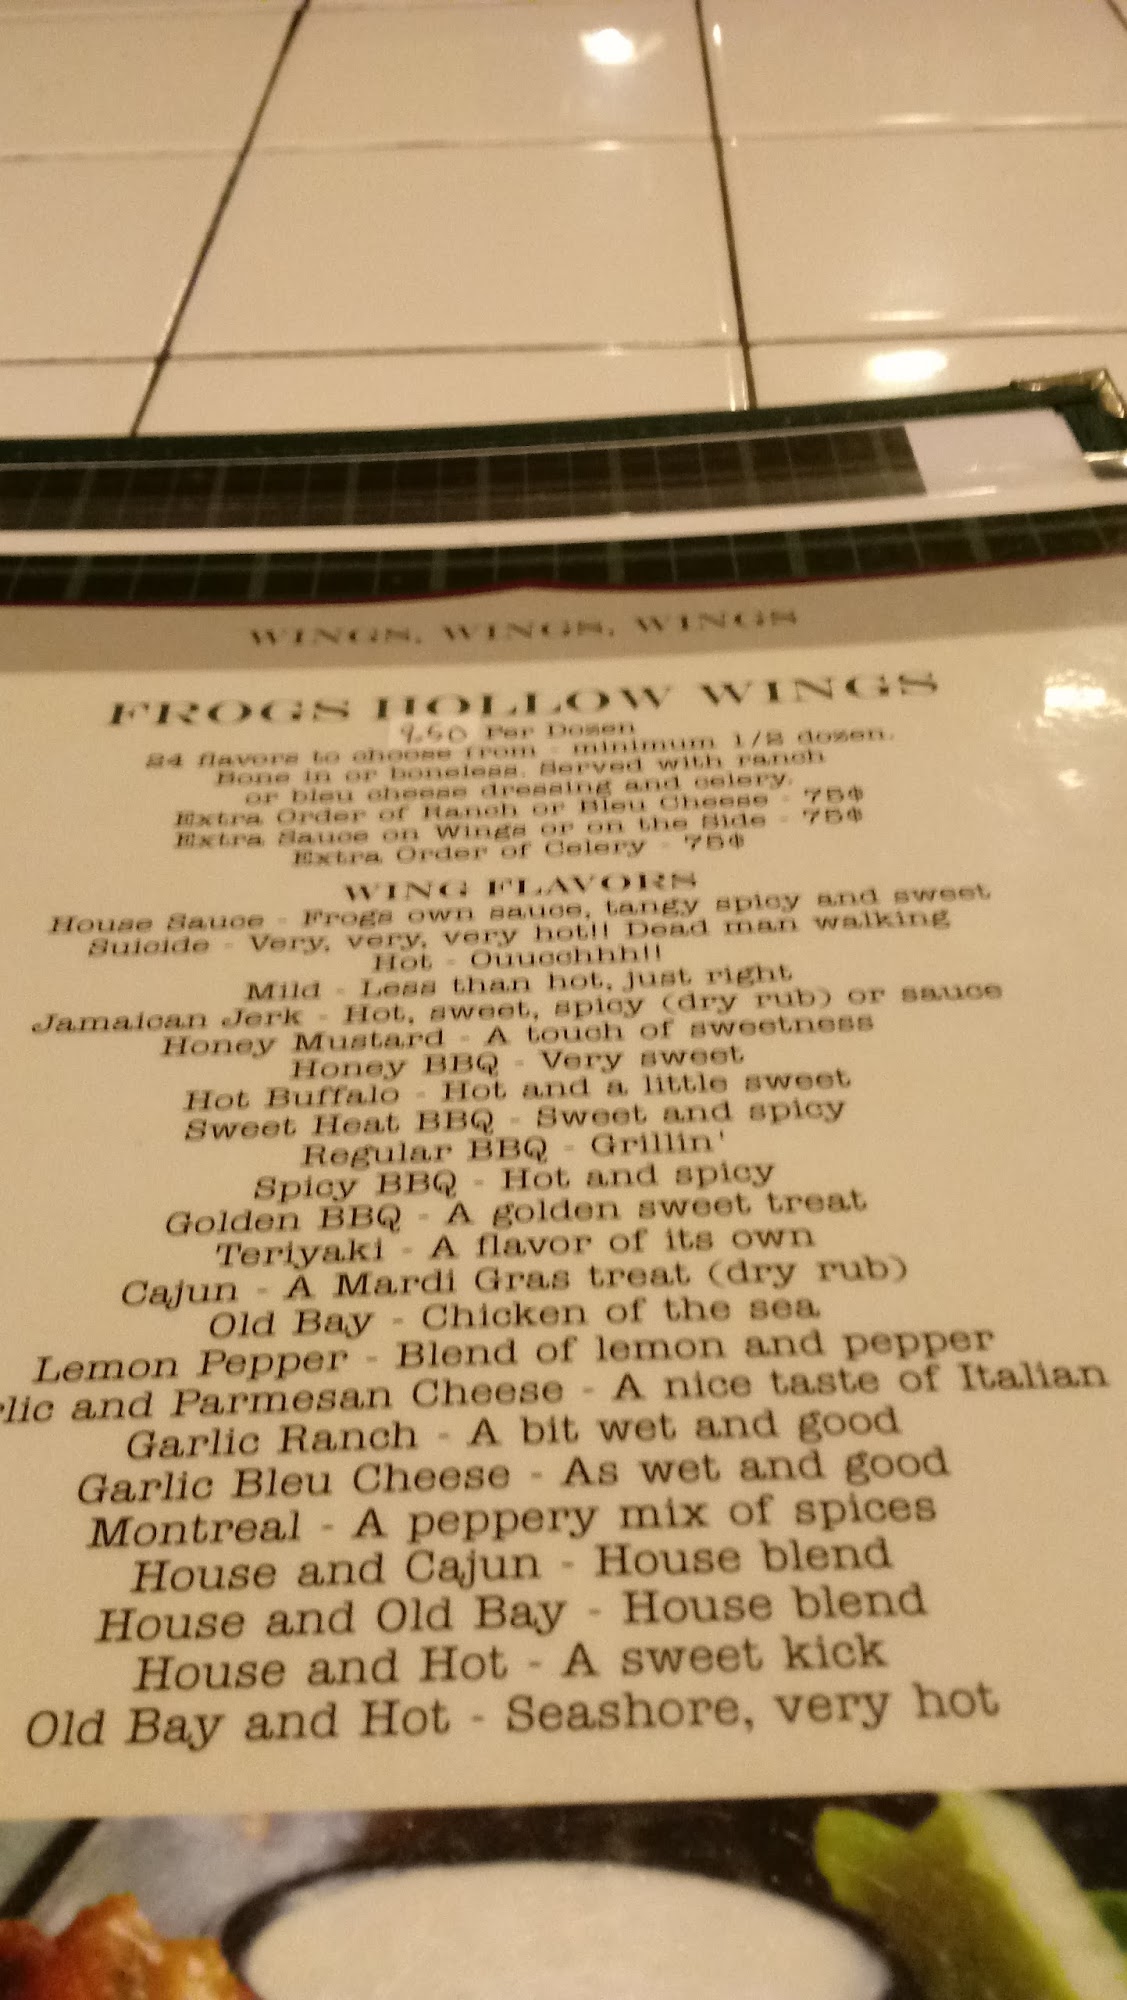 WINGS, WINGS, WINGS
FROGS HOLLOW WINGS
9.50 Per Dozen
24 flavors to choose from - minimum 1/2 dozen.
Bone in or boneless. Served with ranch
or bleu cheese dressing and celery.
Extra Order of Ranch or Bleu Cheese - 75¢
Extra Sauce on Wings or on the Side - 75¢
Extra Order of Celery - 75¢
WING FLAVORS
House Sauce - Frogs own sauce, tangy spicy and sweet
Suicide - Very, very, very hot!! Dead man walking
Hot - Ouucchhh!!
Mild - Less than hot, just right
Jamaican Jerk - Hot, sweet, spicy (dry rub) or sauce
Honey Mustard - A touch of sweetness
Honey BBQ - Very sweet
Hot Buffalo - Hot and a little sweet
Sweet Heat BBQ - Sweet and spicy
Regular BBQ - Grillin'
Spicy BBQ - Hot and spicy
Golden BBQ - A golden sweet treat
Teriyaki - A flavor of its own
Cajun - A Mardi Gras treat (dry rub)
Old Bay - Chicken of the sea
Lemon Pepper - Blend of lemon and pepper
rlic and Parmesan Cheese - A nice taste of Italian
Garlic Ranch - A bit wet and good
Garlic Bleu Cheese - As wet and good
Montreal - A peppery mix of spices
House and Cajun - House blend
House and Old Bay - House blend
House and Hot - A sweet kick
Old Bay and Hot - Seashore, very hot